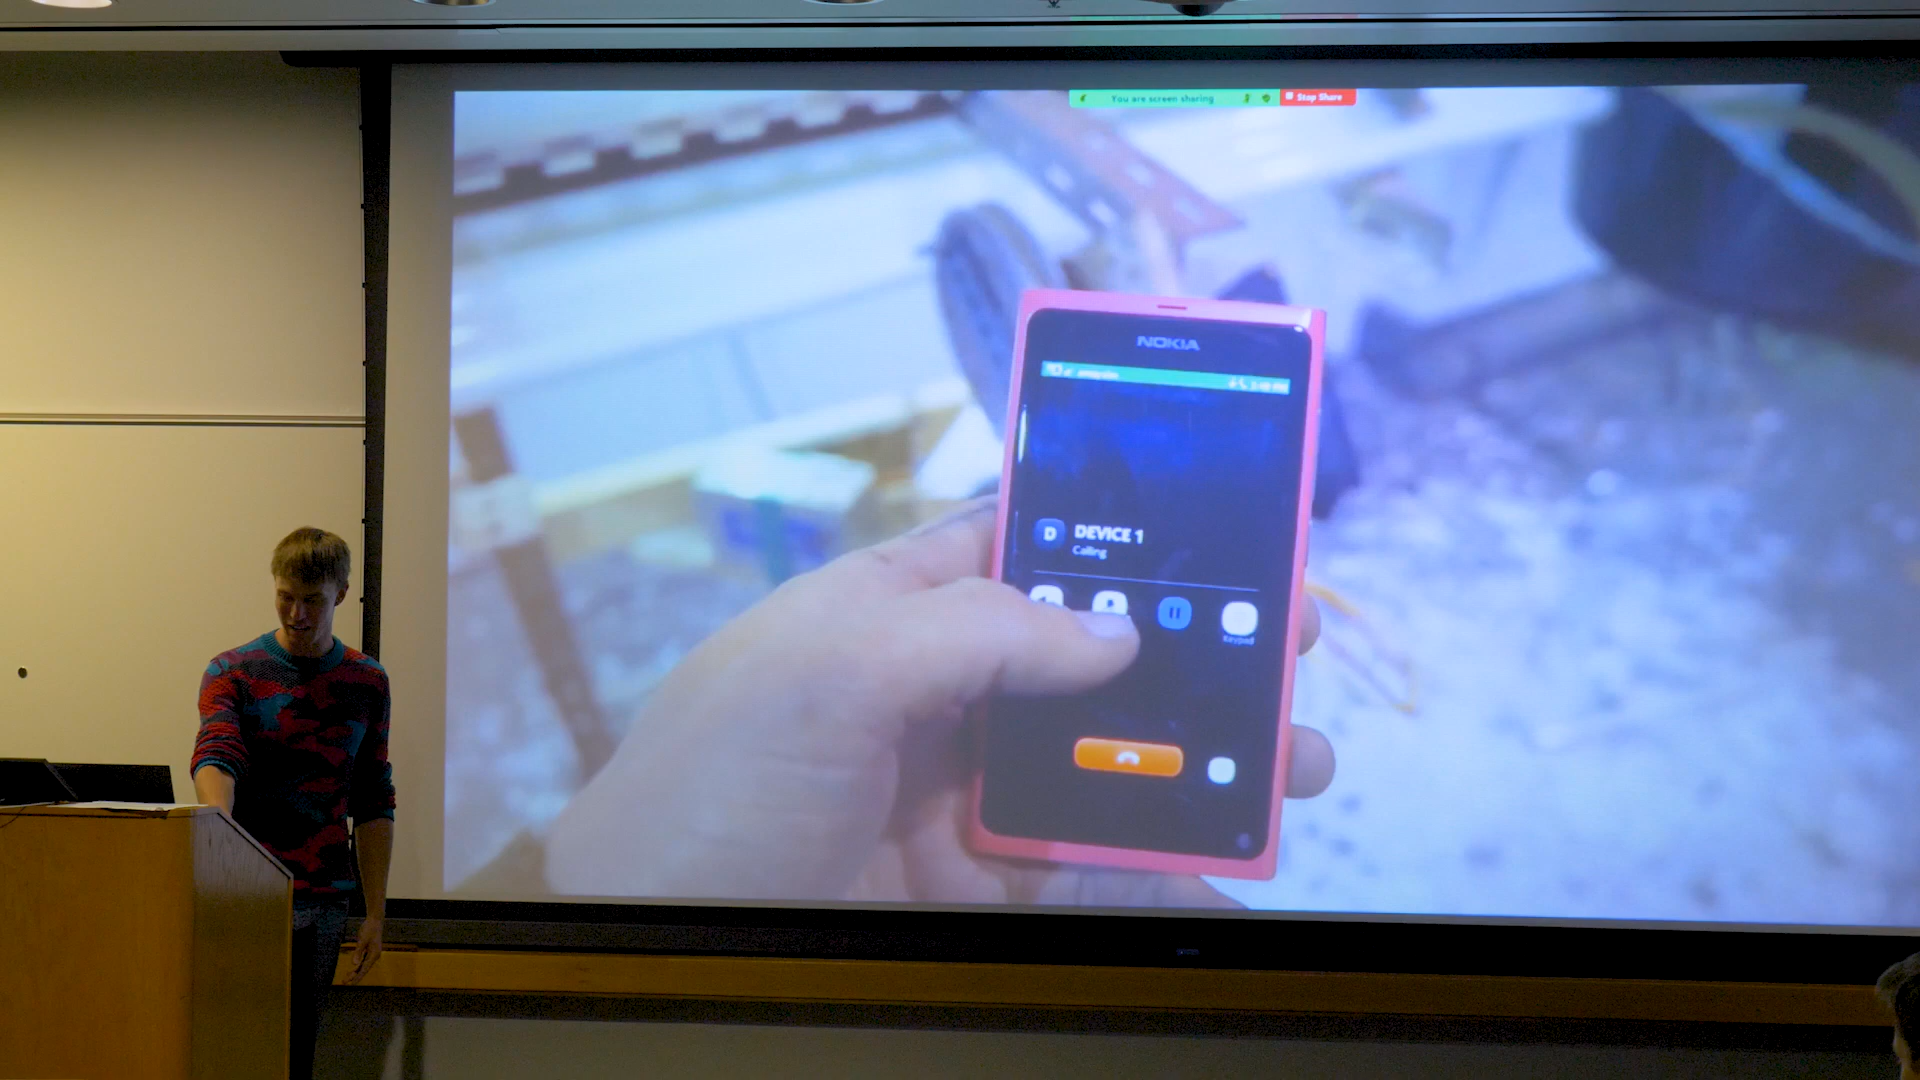 You are screen sharing
Stop Share
NOKIA
D
DEVICE 1
Calling
Keypad